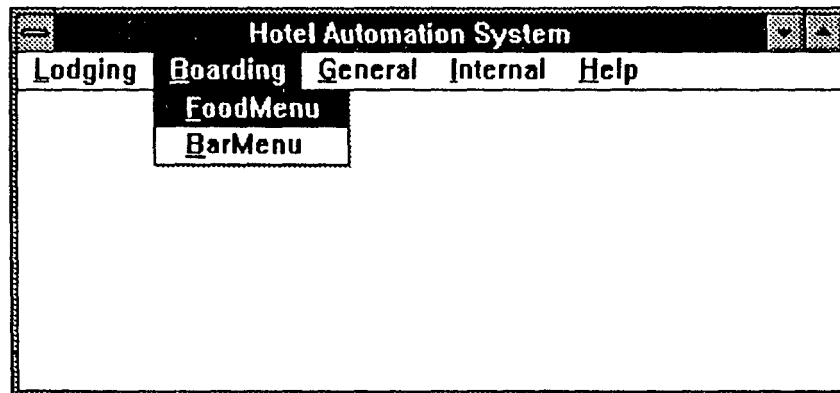 Hotel Automation System
Lodging Boarding General Internal Help
FoodMenu
BarMenu